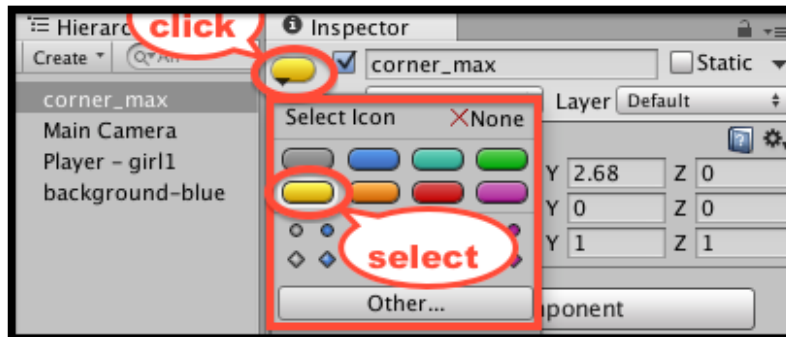 Hierarc
click
Inspector
Create
All
corner_max
Static
corner_max
Main Camera
Player - girl1
background-blue
Layer Default
Select Icon
None
Y 2.68 Z 0
Y 0 Z 0
Y 1 Z 1
select
Other...
ponent